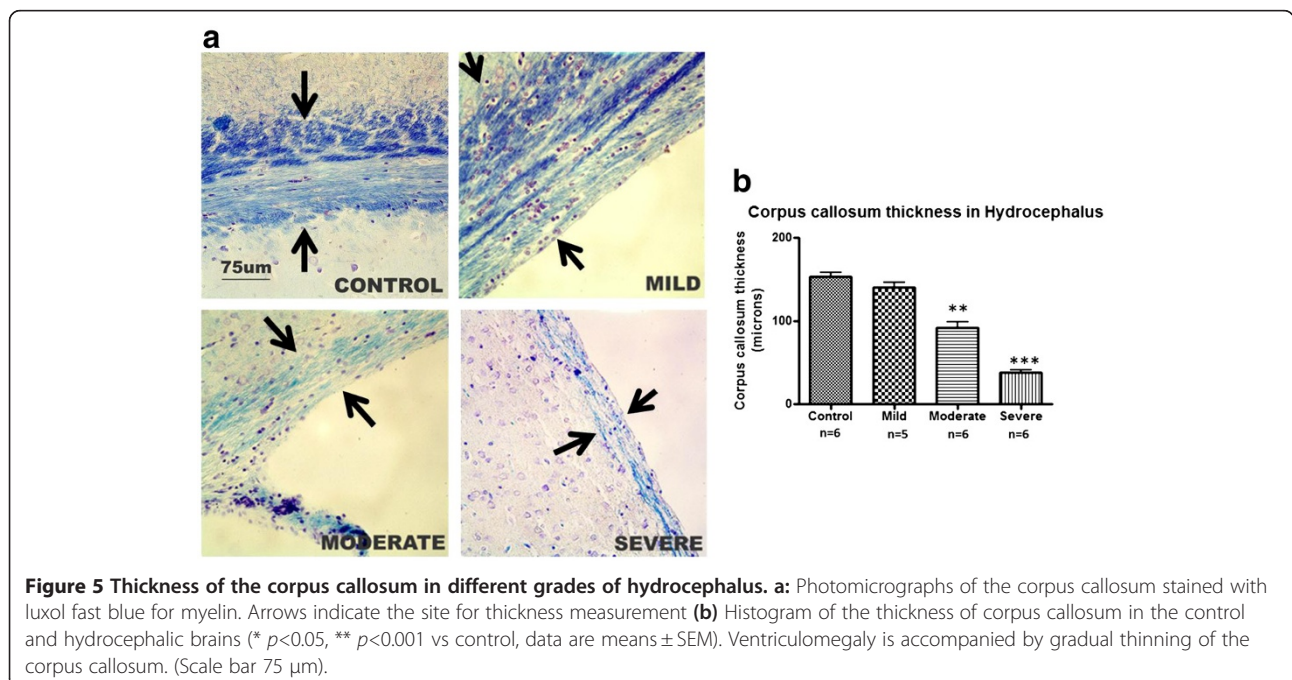 a
75um
CONTROL
MILD
MODERATE
SEVERE
b
Corpus callosum thickness in Hydrocephalus
Corpus callosum thickness
(microns)
200
100
0
**
***
Control
Mild
Moderate
Severe
n=6
n=5
n=6
n=6
Figure 5 Thickness of the corpus callosum in different grades of hydrocephalus. a: Photomicrographs of the corpus callosum stained with
luxol fast blue for myelin. Arrows indicate the site for thickness measurement (b) Histogram of the thickness of corpus callosum in the control
and hydrocephalic brains (* p<0.05, ** p<0.001 vs control, data are means ± SEM). Ventriculomegaly is accompanied by gradual thinning of the
corpus callosum. (Scale bar 75 μm).